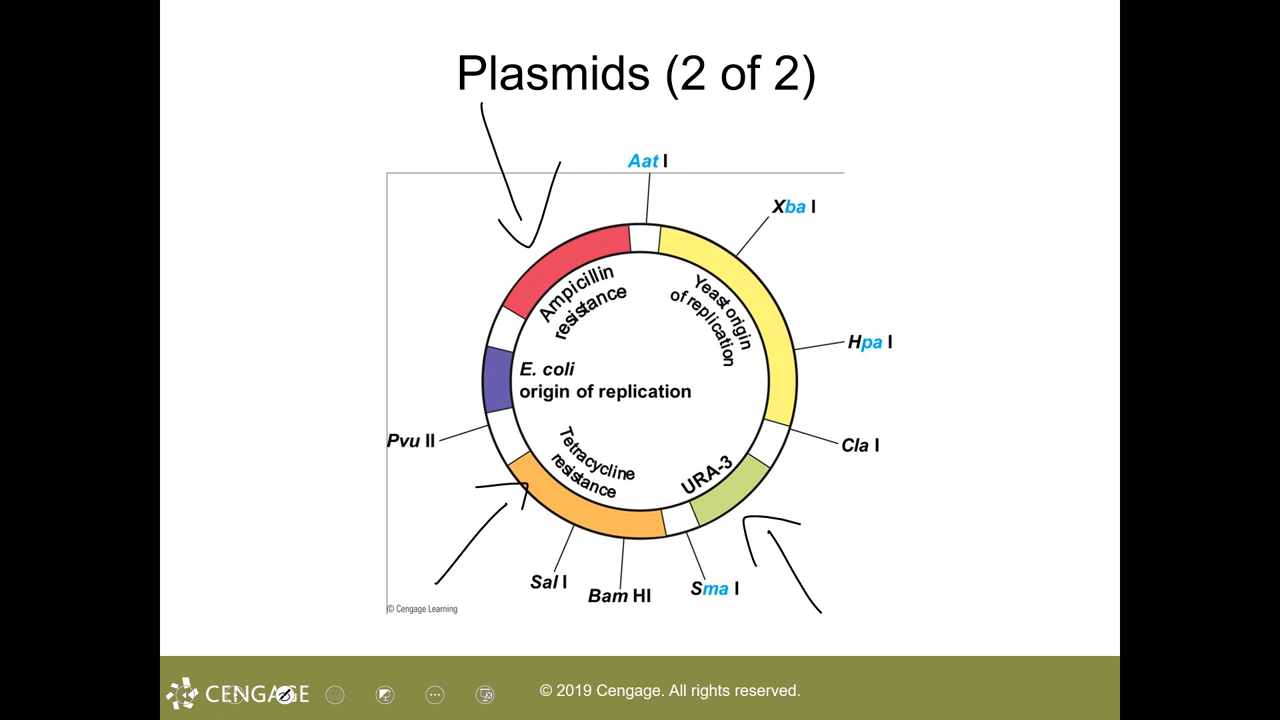 Plasmids (2 of 2)
Aat I
Xba I
Ampicillin
resistance
Yeast origin
of replication
Hpa I
E. coli
origin of replication
Pvu II
Cla I
Tetracycline
resistance
URA-3
Sal I
Bam HI
Sma I
© Cengage Learning
CENGAGE
© 2019 Cengage. All rights reserved.